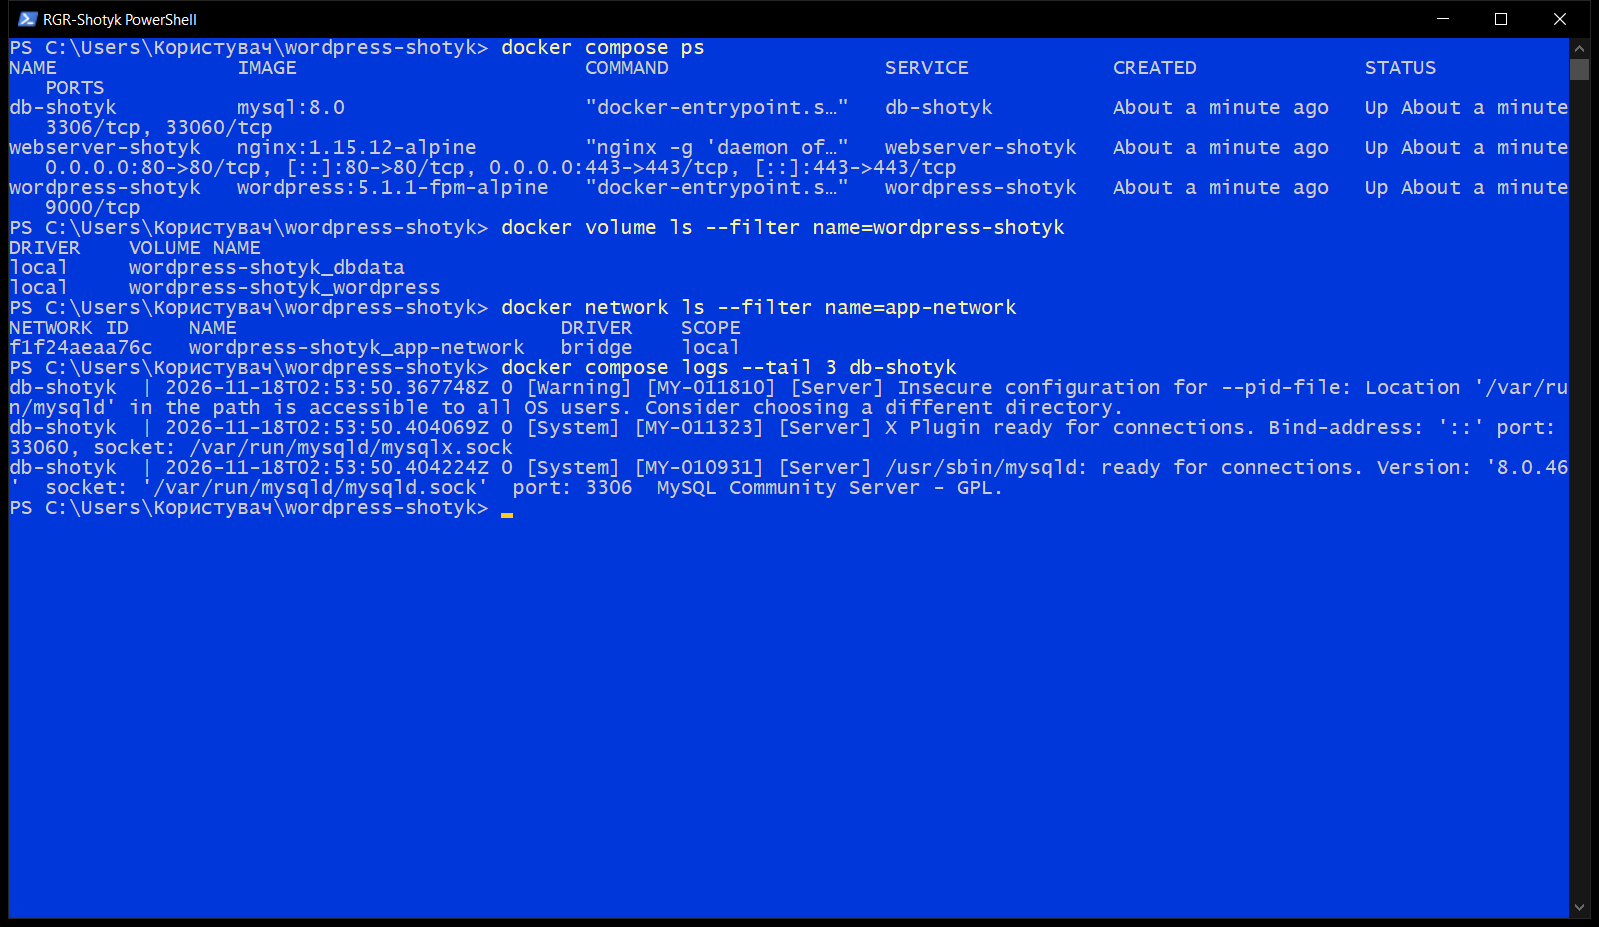 RGR-Shotyk PowerShell
PS C:\Users\Користувач\wordpress-shotyk> docker compose ps
NAME               IMAGE                        COMMAND                  SERVICE            CREATED              STATUS
   PORTS
db-shotyk          mysql:8.0                    "docker-entrypoint.s…"   db-shotyk          About a minute ago   Up About a minute
   3306/tcp, 33060/tcp
webserver-shotyk   nginx:1.15.12-alpine         "nginx -g 'daemon of…"   webserver-shotyk   About a minute ago   Up About a minute
   0.0.0.0:80->80/tcp, [::]:80->80/tcp, 0.0.0.0:443->443/tcp, [::]:443->443/tcp
wordpress-shotyk   wordpress:5.1.1-fpm-alpine   "docker-entrypoint.s…"   wordpress-shotyk   About a minute ago   Up About a minute
   9000/tcp
PS C:\Users\Користувач\wordpress-shotyk> docker volume ls --filter name=wordpress-shotyk
DRIVER    VOLUME NAME
local     wordpress-shotyk_dbdata
local     wordpress-shotyk_wordpress
PS C:\Users\Користувач\wordpress-shotyk> docker network ls --filter name=app-network
NETWORK ID     NAME                           DRIVER    SCOPE
f1f24aeaa76c   wordpress-shotyk_app-network   bridge    local
PS C:\Users\Користувач\wordpress-shotyk> docker compose logs --tail 3 db-shotyk
db-shotyk  | 2026-11-18T02:53:50.367748Z 0 [Warning] [MY-011810] [Server] Insecure configuration for --pid-file: Location '/var/ru
n/mysqld' in the path is accessible to all OS users. Consider choosing a different directory.
db-shotyk  | 2026-11-18T02:53:50.404069Z 0 [System] [MY-011323] [Server] X Plugin ready for connections. Bind-address: '::' port:
33060, socket: /var/run/mysqld/mysqlx.sock
db-shotyk  | 2026-11-18T02:53:50.404224Z 0 [System] [MY-010931] [Server] /usr/sbin/mysqld: ready for connections. Version: '8.0.46
'  socket: '/var/run/mysqld/mysqld.sock'  port: 3306  MySQL Community Server - GPL.
PS C:\Users\Користувач\wordpress-shotyk>